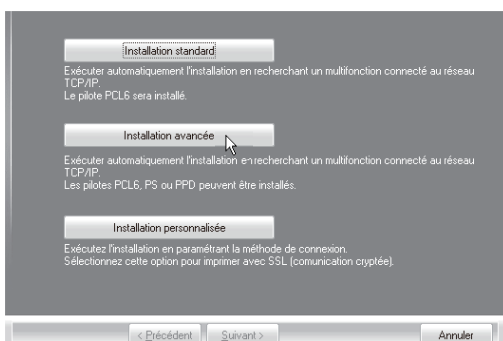 Installation standard
Exécuter automatiquement l'installation en recherchant un multifonction connecté au réseau
TCP/IP.
Le pilote PCL6 sera installé.
Installation avancée
Exécuter automatiquement l'installation en recherchant un multifonction connecté au réseau
TCP/IP.
Les pilotes PCL6, PS ou PPD peuvent être installés.
Installation personnalisée
Exécutez l'installation en paramétrant la méthode de connexion.
Sélectionnez cette option pour imprimer avec SSL (comunication cryptée).
< Précédent Suivant > Annuler